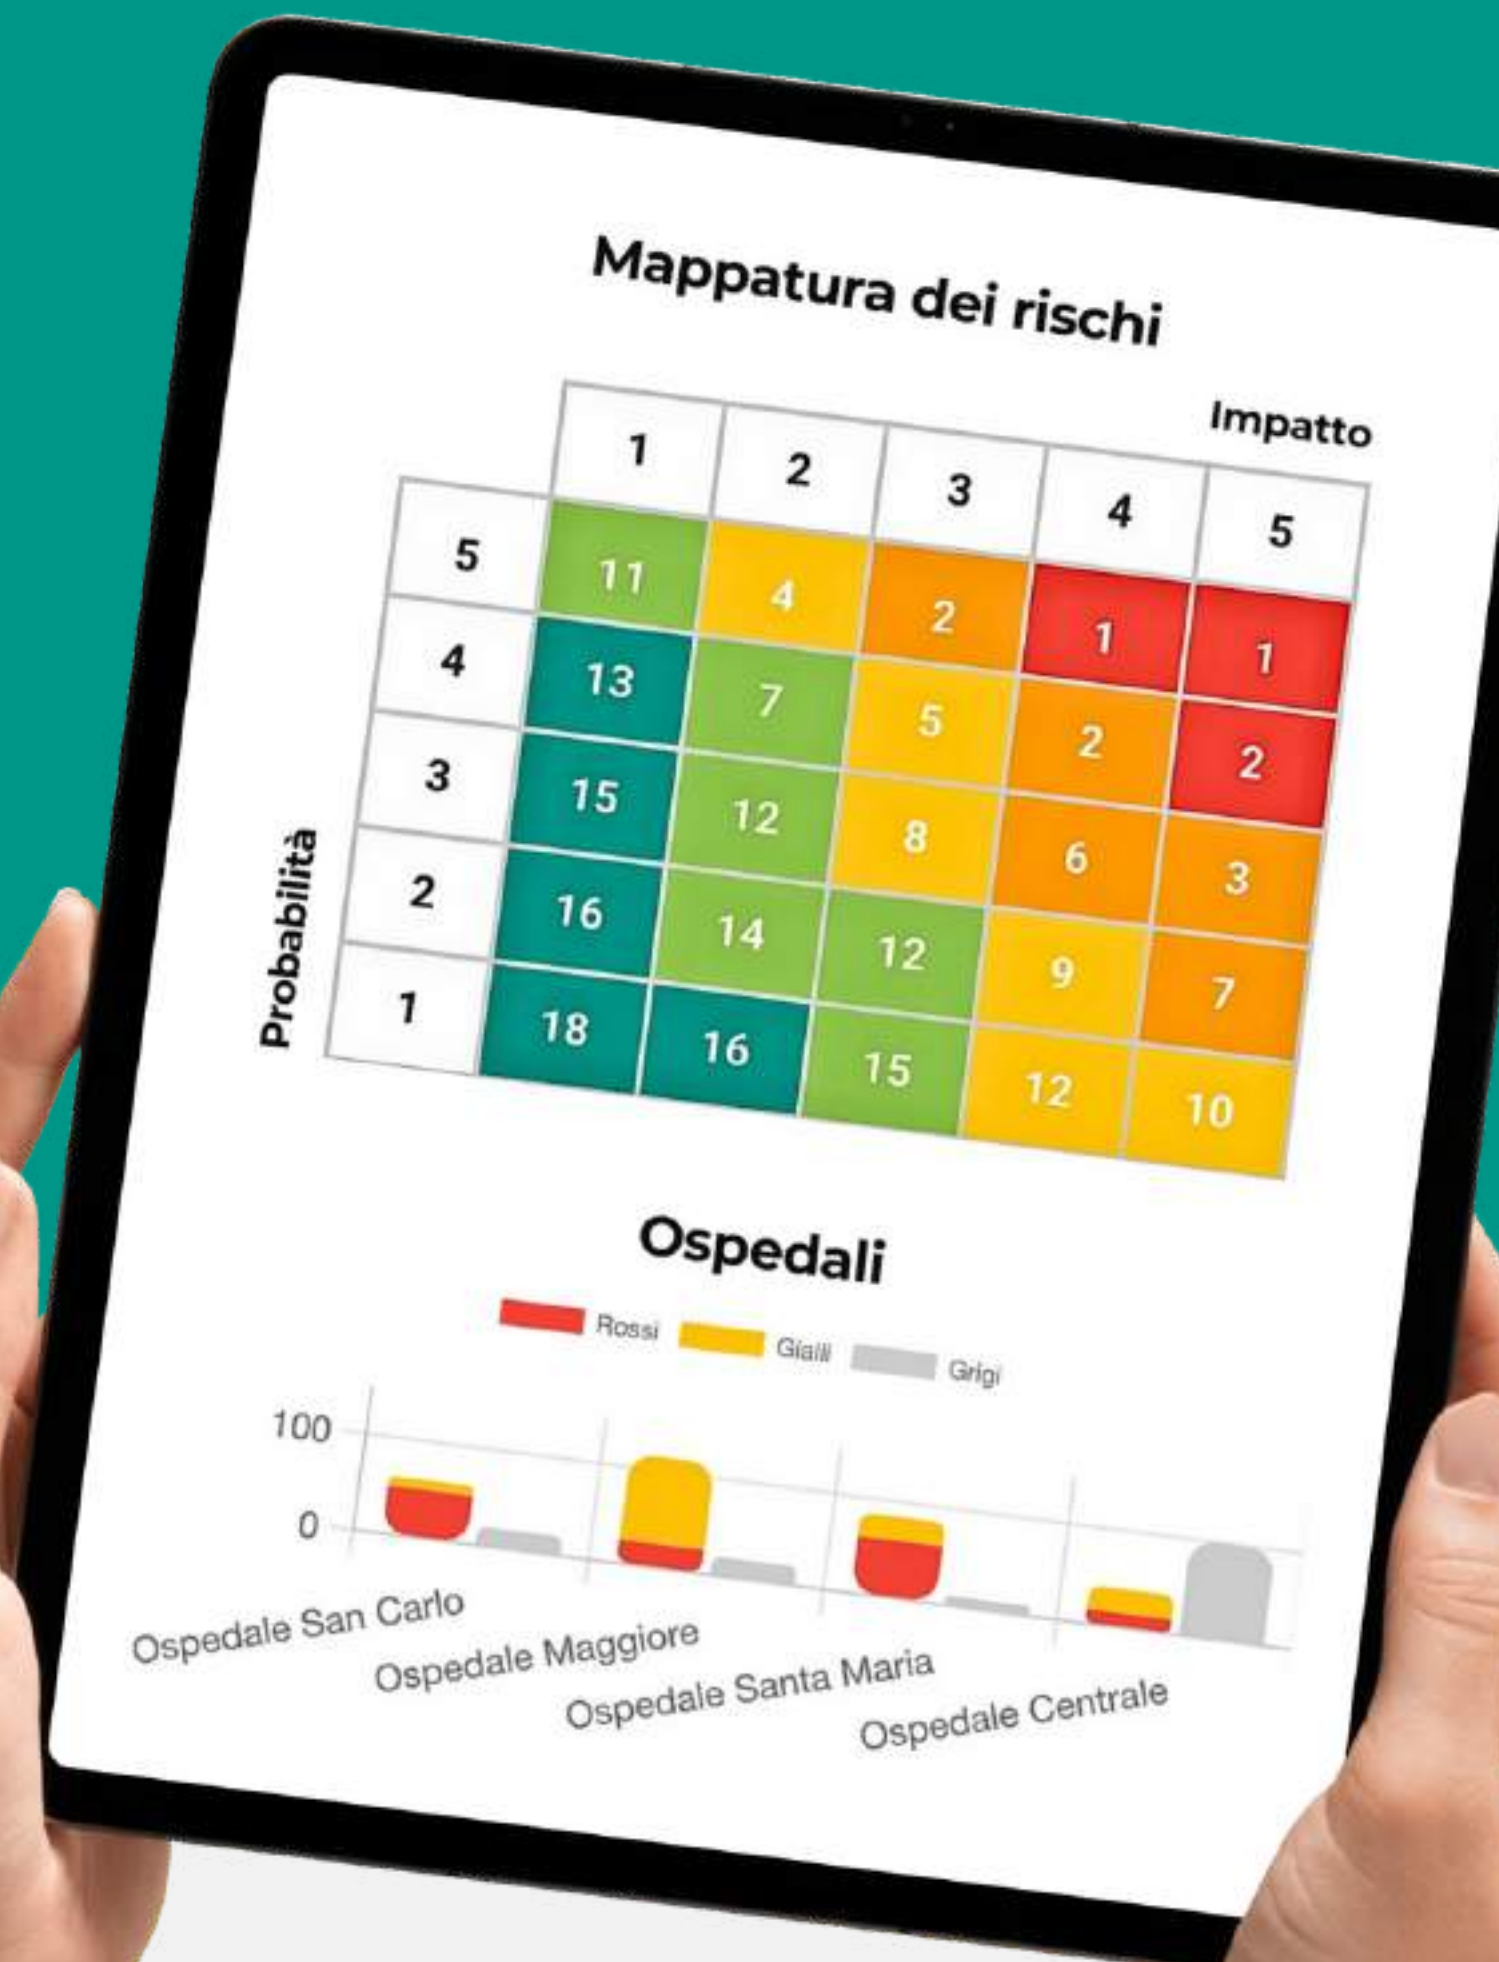 Mappatura dei rischi
Impatto
1 2 3 4 5
5 11 4 2 1 1
4 13 7 5 2 2
3 15 12 8 6 3
2 16 14 12 9 7
1 18 16 15 12 10
Probabilità
Ospedali
Rossi Gialli Grigi
100
0
Ospedale San Carlo
Ospedale Maggiore
Ospedale Santa Maria
Ospedale Centrale